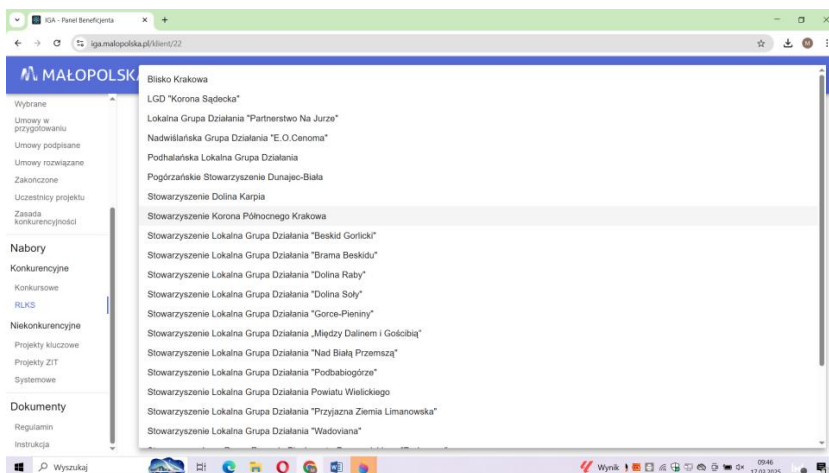 IGA - Panel Beneficjenta
iga.malopolska.pl/klient/22
M
MAŁOPOLSK
Wybrane
Umowy w
przygotowaniu
Umowy podpisane
Umowy rozwiązane
Zakończone
Uczestnicy projektu
Zasada
konkurencyjności
Nabory
Konkurencyjne
Konkursowe
RLKS
Niekonkurencyjne
Projekty kluczowe
Projekty ZIT
Systemowe
Dokumenty
Regulamin
Instrukcja
Blisko Krakowa
LGD "Korona Sądecka"
Lokalna Grupa Działania "Partnerstwo Na Jurze"
Nadwiślańska Grupa Działania "E.O.Cenoma"
Podhalańska Lokalna Grupa Działania
Pogórzańskie Stowarzyszenie Dunajec-Biała
Stowarzyszenie Dolina Karpia
Stowarzyszenie Korona Północnego Krakowa
Stowarzyszenie Lokalna Grupa Działania "Beskid Gorlicki"
Stowarzyszenie Lokalna Grupa Działania "Brama Beskidu"
Stowarzyszenie Lokalna Grupa Działania "Dolina Raby"
Stowarzyszenie Lokalna Grupa Działania "Dolina Soły"
Stowarzyszenie Lokalna Grupa Działania "Gorce-Pieniny"
Stowarzyszenie Lokalna Grupa Działania „Między Dalinem i Gościbią"
Stowarzyszenie Lokalna Grupa Działania "Nad Białą Przemszą"
Stowarzyszenie Lokalna Grupa Działania "Podbabiogórze"
Stowarzyszenie Lokalna Grupa Działania Powiatu Wielickiego
Stowarzyszenie Lokalna Grupa Działania "Przyjazna Ziemia Limanowska"
Stowarzyszenie Lokalna Grupa Działania "Wadoviana"
Wyszukaj
Wynik
09:46
17.03.2025